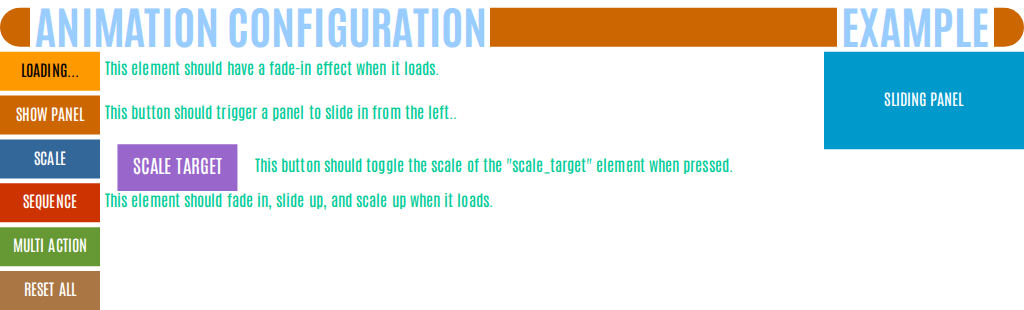 ANIMATION CONFIGURATION EXAMPLE
LOADING... This element should have a fade-in effect when it loads.
SLIDING PANEL
SHOW PANEL This button should trigger a panel to slide in from the left..
SCALE SCALE TARGET This button should toggle the scale of the "scale_target" element when pressed.
SEQUENCE This element should fade in, slide up, and scale up when it loads.
MULTI ACTION
RESET ALL